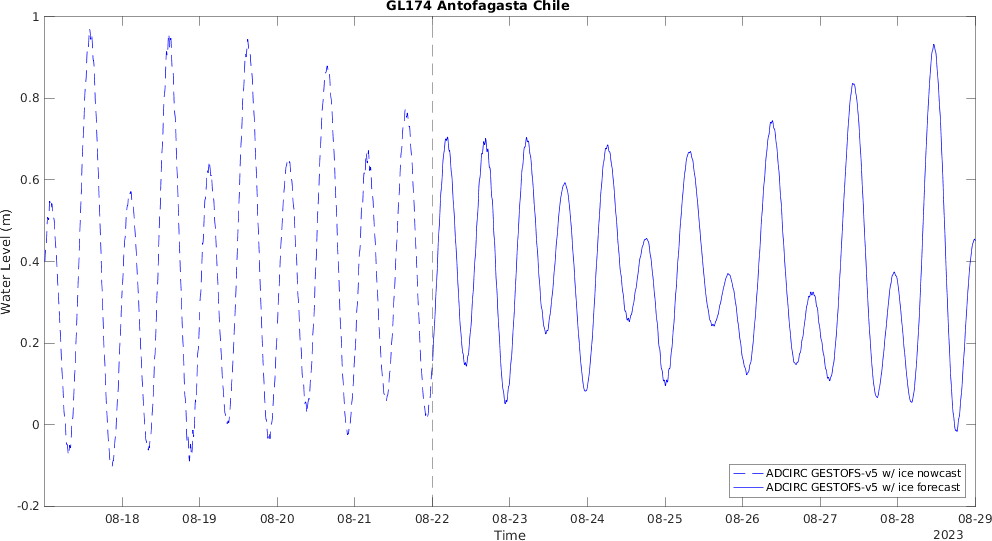 GL174 Antofagasta Chile
1
0.8
0.6
0.4
0.2
0
-0.2
Water Level (m)
ADCIRC GESTOFS-v5 w/ ice nowcast
ADCIRC GESTOFS-v5 w/ ice forecast
08-18 08-19 08-20 08-21 08-22 08-23 08-24 08-25 08-26 08-27 08-28 08-29
Time
2023